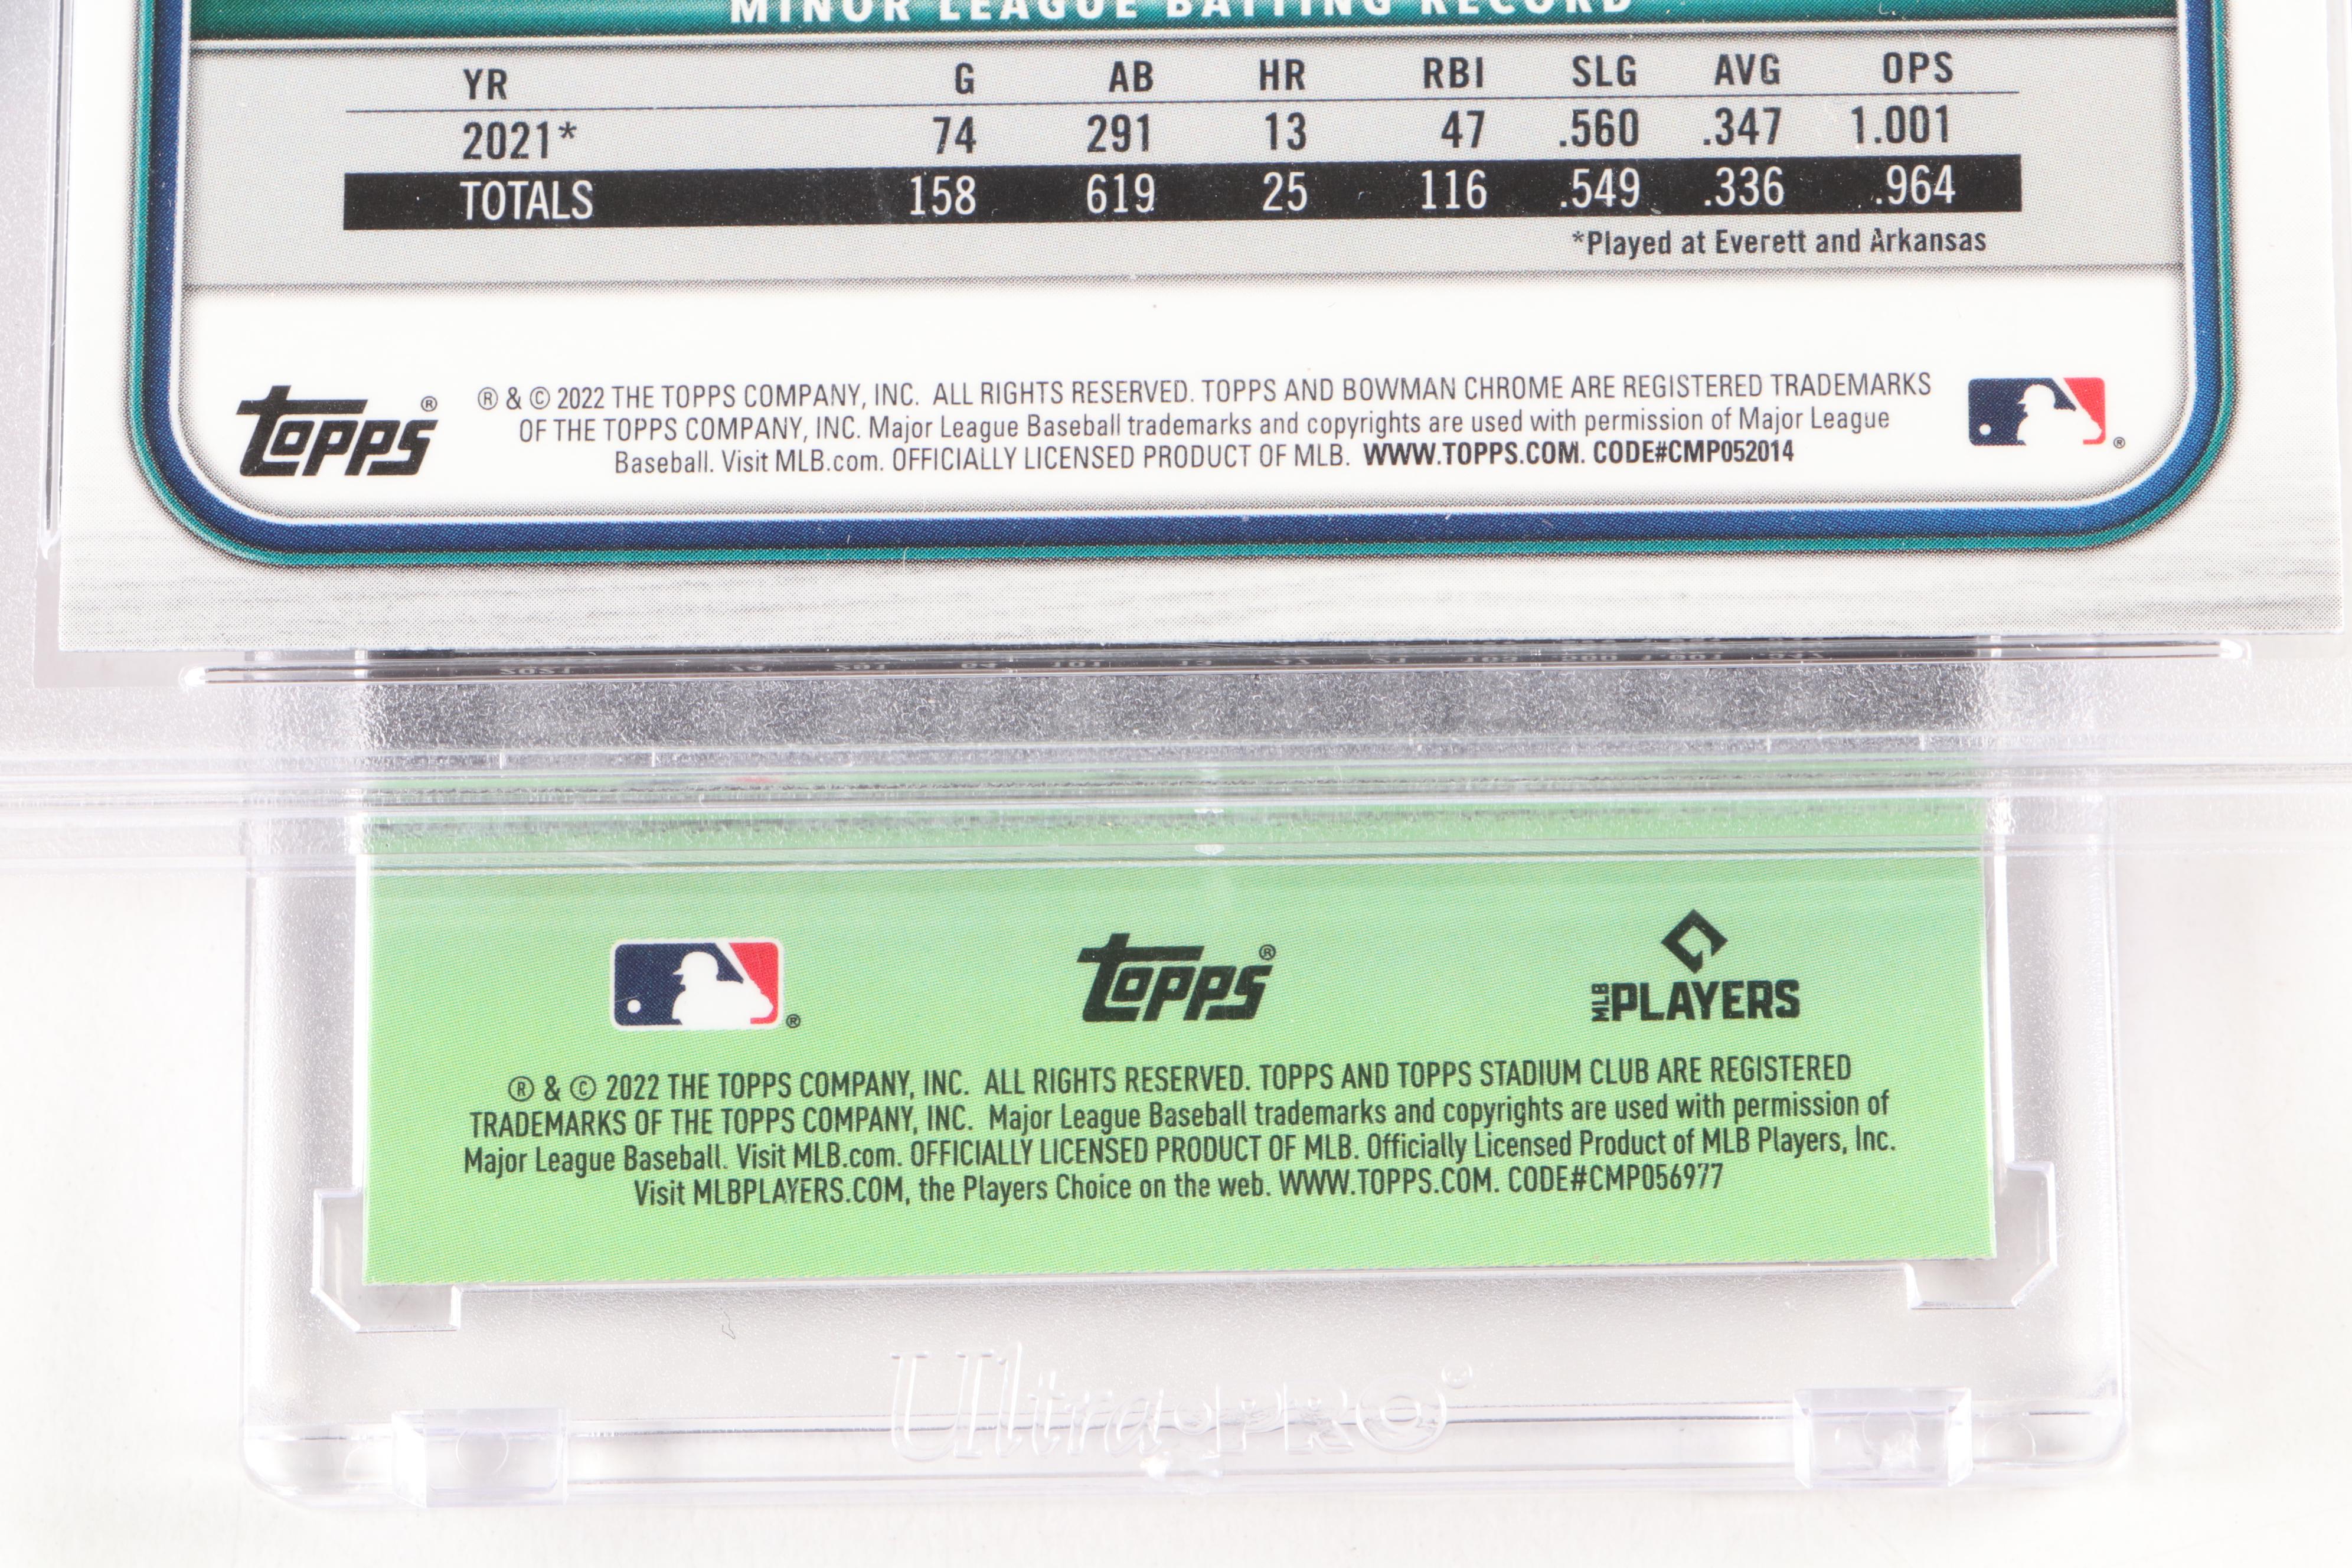 MINOR LEAGUE BATTING RECORD
YR G AB HR RBI SLG AVG OPS
2021* 74 291 13 47 .560 .347 1.001
TOTALS 158 619 25 116 .549 .336 .964
*Played at Everett and Arkansas
TOPPS®
® & © 2022 THE TOPPS COMPANY, INC. ALL RIGHTS RESERVED. TOPPS AND BOWMAN CHROME ARE REGISTERED TRADEMARKS
OF THE TOPPS COMPANY, INC. Major League Baseball trademarks and copyrights are used with permission of Major League
Baseball. Visit MLB.com. OFFICIALLY LICENSED PRODUCT OF MLB. WWW.TOPPS.COM. CODE#CMP052014
®
®
TOPPS®
MLB PLAYERS
® & © 2022 THE TOPPS COMPANY, INC. ALL RIGHTS RESERVED. TOPPS AND TOPPS STADIUM CLUB ARE REGISTERED
TRADEMARKS OF THE TOPPS COMPANY, INC. Major League Baseball trademarks and copyrights are used with permission of
Major League Baseball. Visit MLB.com. OFFICIALLY LICENSED PRODUCT OF MLB. Officially Licensed Product of MLB Players, Inc.
Visit MLBPLAYERS.COM, the Players Choice on the web. WWW.TOPPS.COM. CODE#CMP056977
Ultra PRO®